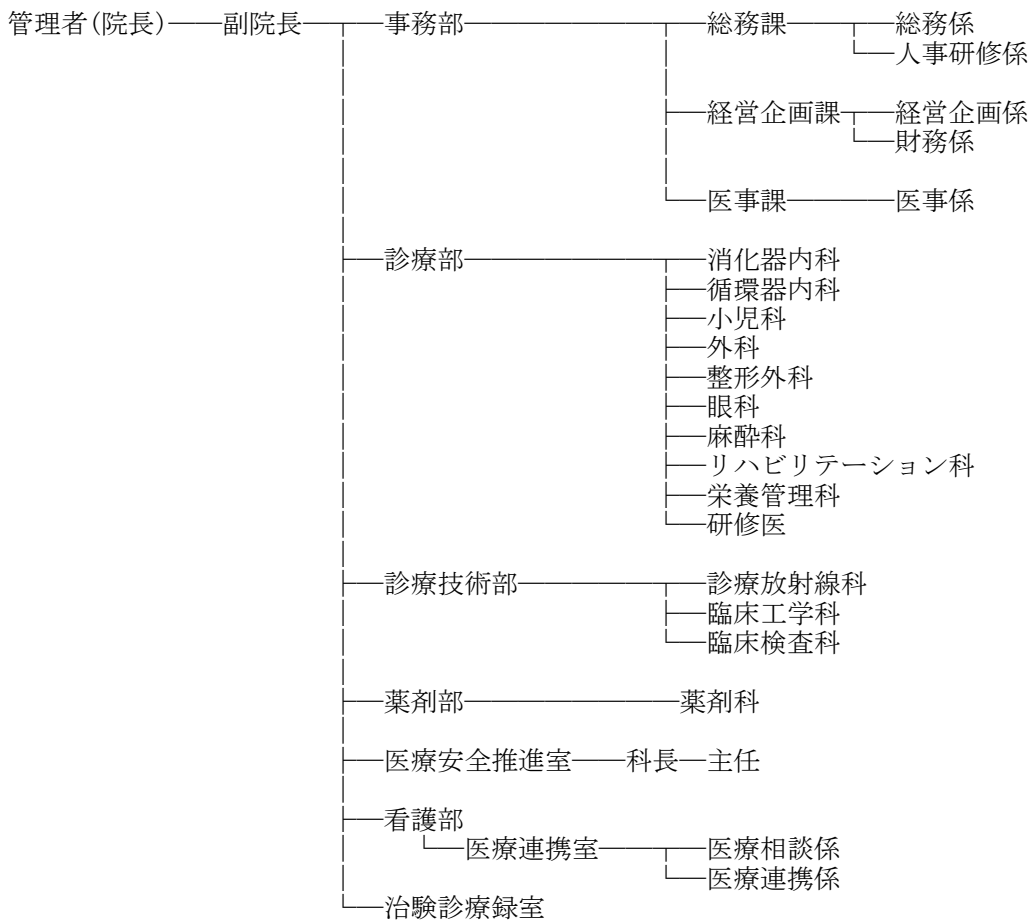 管理者(院長) 副院長 事務部 総務課 総務係
人事研修係
経営企画課 経営企画係
財務係
医事課 医事係
診療部 消化器内科
循環器内科
小児科
外科
整形外科
眼科
麻酔科
リハビリテーション科
栄養管理科
研修医
診療技術部 診療放射線科
臨床工学科
臨床検査科
薬剤部 薬剤科
医療安全推進室 科長 主任
看護部
医療連携室 医療相談係
医療連携係
治験診療録室